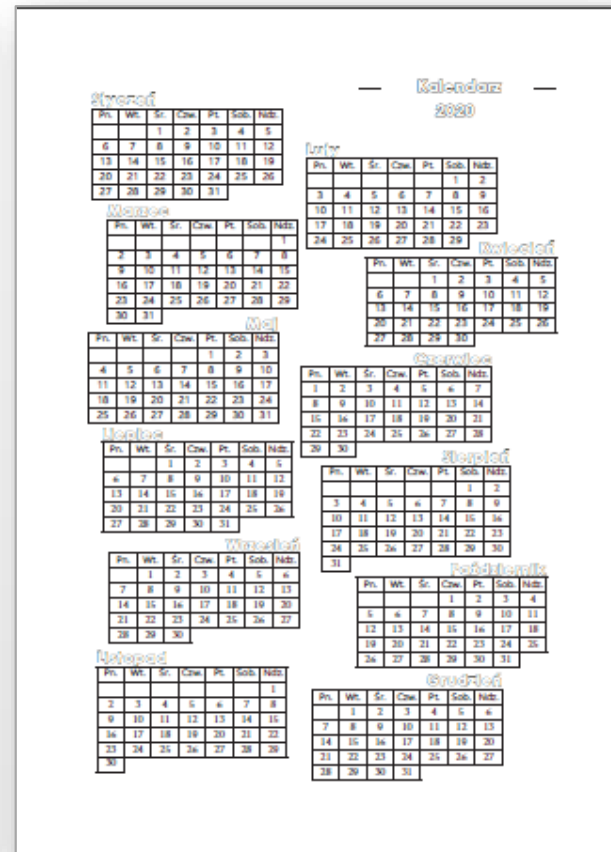 Kalendarz
2020
Styczeń
Pn. Wt. Śr. Czw. Pt. Sob. Ndz.
1 2 3 4 5
6 7 8 9 10 11 12
13 14 15 16 17 18 19
20 21 22 23 24 25 26
27 28 29 30 31
Luty
Pn. Wt. Śr. Czw. Pt. Sob. Ndz.
1 2
3 4 5 6 7 8 9
10 11 12 13 14 15 16
17 18 19 20 21 22 23
24 25 26 27 28 29
Marzec
Pn. Wt. Śr. Czw. Pt. Sob. Ndz.
1
2 3 4 5 6 7 8
9 10 11 12 13 14 15
16 17 18 19 20 21 22
23 24 25 26 27 28 29
30 31
Kwiecień
Pn. Wt. Śr. Czw. Pt. Sob. Ndz.
1 2 3 4 5
6 7 8 9 10 11 12
13 14 15 16 17 18 19
20 21 22 23 24 25 26
27 28 29 30
Maj
Pn. Wt. Śr. Czw. Pt. Sob. Ndz.
1 2 3
4 5 6 7 8 9 10
11 12 13 14 15 16 17
18 19 20 21 22 23 24
25 26 27 28 29 30 31
Czerwiec
Pn. Wt. Śr. Czw. Pt. Sob. Ndz.
1 2 3 4 5 6 7
8 9 10 11 12 13 14
15 16 17 18 19 20 21
22 23 24 25 26 27 28
29 30
Lipiec
Pn. Wt. Śr. Czw. Pt. Sob. Ndz.
1 2 3 4 5
6 7 8 9 10 11 12
13 14 15 16 17 18 19
20 21 22 23 24 25 26
27 28 29 30 31
Sierpień
Pn. Wt. Śr. Czw. Pt. Sob. Ndz.
1 2
3 4 5 6 7 8 9
10 11 12 13 14 15 16
17 18 19 20 21 22 23
24 25 26 27 28 29 30
31
Wrzesień
Pn. Wt. Śr. Czw. Pt. Sob. Ndz.
1 2 3 4 5 6
7 8 9 10 11 12 13
14 15 16 17 18 19 20
21 22 23 24 25 26 27
28 29 30
Październik
Pn. Wt. Śr. Czw. Pt. Sob. Ndz.
1 2 3 4
5 6 7 8 9 10 11
12 13 14 15 16 17 18
19 20 21 22 23 24 25
26 27 28 29 30 31
Listopad
Pn. Wt. Śr. Czw. Pt. Sob. Ndz.
1
2 3 4 5 6 7 8
9 10 11 12 13 14 15
16 17 18 19 20 21 22
23 24 25 26 27 28 29
30
Grudzień
Pn. Wt. Śr. Czw. Pt. Sob. Ndz.
1 2 3 4 5 6
7 8 9 10 11 12 13
14 15 16 17 18 19 20
21 22 23 24 25 26 27
28 29 30 31